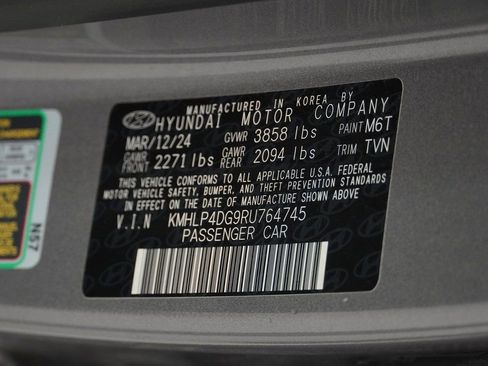 MANUFACTURED IN KOREA BY
HYUNDAI MOTOR COMPANY
MAR/12/24 GVWR 3858 lbs PAINT M6T
GAWR FRONT 2271 lbs GAWR REAR 2094 lbs TRIM TVN
THIS VEHICLE CONFORMS TO ALL APPLICABLE U.S.A. FEDERAL
MOTOR VEHICLE SAFETY, BUMPER, AND THEFT PREVENTION STANDARDS
IN EFFECT ON THE DATE OF MANUFACTURE SHOWN ABOVE.
V.I.N KMHLP4DG9RU764745
PASSENGER CAR
N57